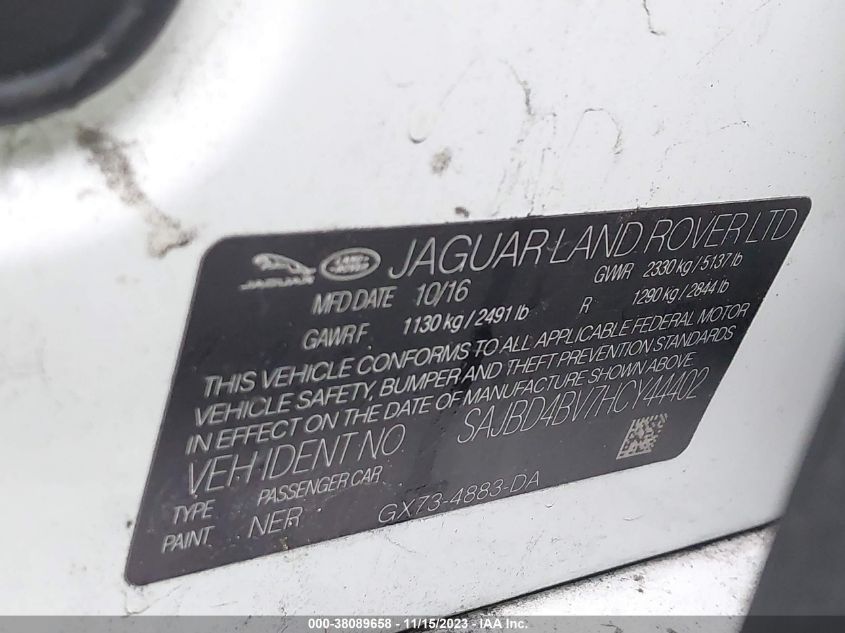 JAGUAR LAND ROVER JAGUAR LAND ROVER LTD
MFD DATE 10/16 GVWR 2330 kg / 5137 lb
GAWR F 1130 kg / 2491 lb R 1290 kg / 2844 lb
THIS VEHICLE CONFORMS TO ALL APPLICABLE FEDERAL MOTOR
VEHICLE SAFETY, BUMPER AND THEFT PREVENTION STANDARDS
IN EFFECT ON THE DATE OF MANUFACTURE SHOWN ABOVE.
VEH IDENT NO SAJBD4BV7HCY44402
TYPE PASSENGER CAR
PAINT NER GX73-4883-DA
000-38089658 - 11/15/2023 - IAA Inc.